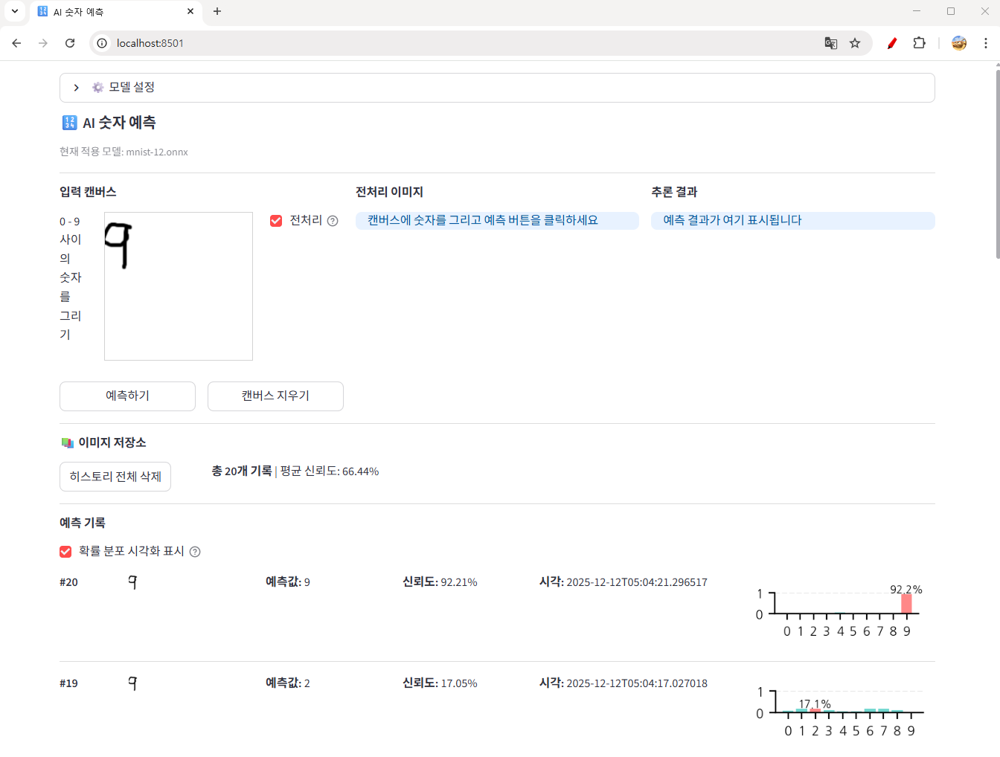 AI 숫자 예측
localhost:8501
모델 설정
AI 숫자 예측
현재 적용 모델: mnist-12.onnx
입력 캔버스
0 - 9
사이
의
숫자
를
그리
기
9
전처리
전처리 이미지
캔버스에 숫자를 그리고 예측 버튼을 클릭하세요
추론 결과
예측 결과가 여기 표시됩니다
예측하기
캔버스 지우기
이미지 저장소
히스토리 전체 삭제
총 20개 기록 | 평균 신뢰도: 66.44%
예측 기록
확률 분포 시각화 표시
#20
9
예측값: 9
신뢰도: 92.21%
시각: 2025-12-12T05:04:21.296517
92.2%
1
0
0 1 2 3 4 5 6 7 8 9
#19
9
예측값: 2
신뢰도: 17.05%
시각: 2025-12-12T05:04:17.027018
1
17.1%
0
0 1 2 3 4 5 6 7 8 9